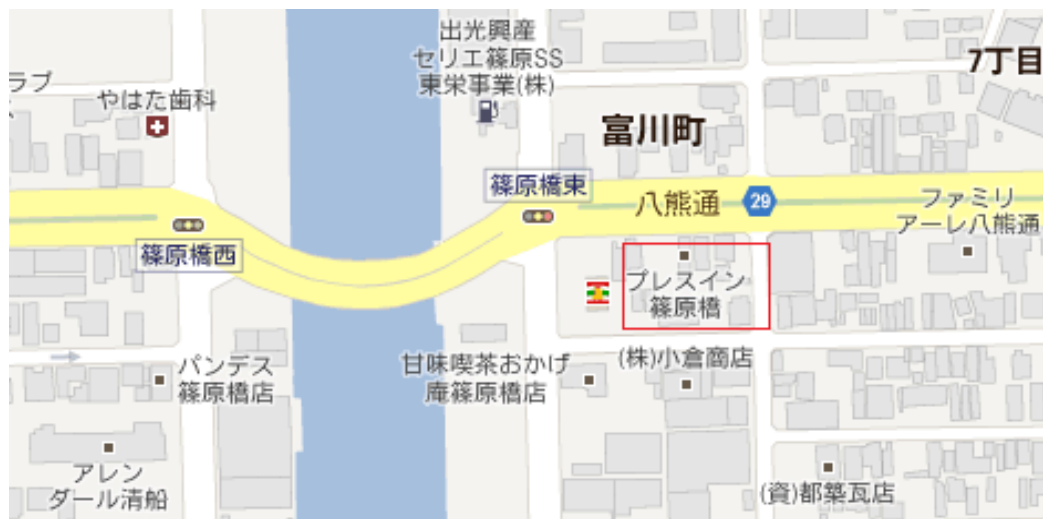 出光興産
セリエ篠原SS
東栄事業(株)
7丁目
ラブ
やはた歯科
富川町
篠原橋東
八熊通
29
ファミリ
アーレ八熊通
篠原橋西
プレスイン
篠原橋
パンデス
篠原橋店
甘味喫茶おかげ
庵篠原橋店
(株)小倉商店
アレン
ダール清船
(資)都築瓦店